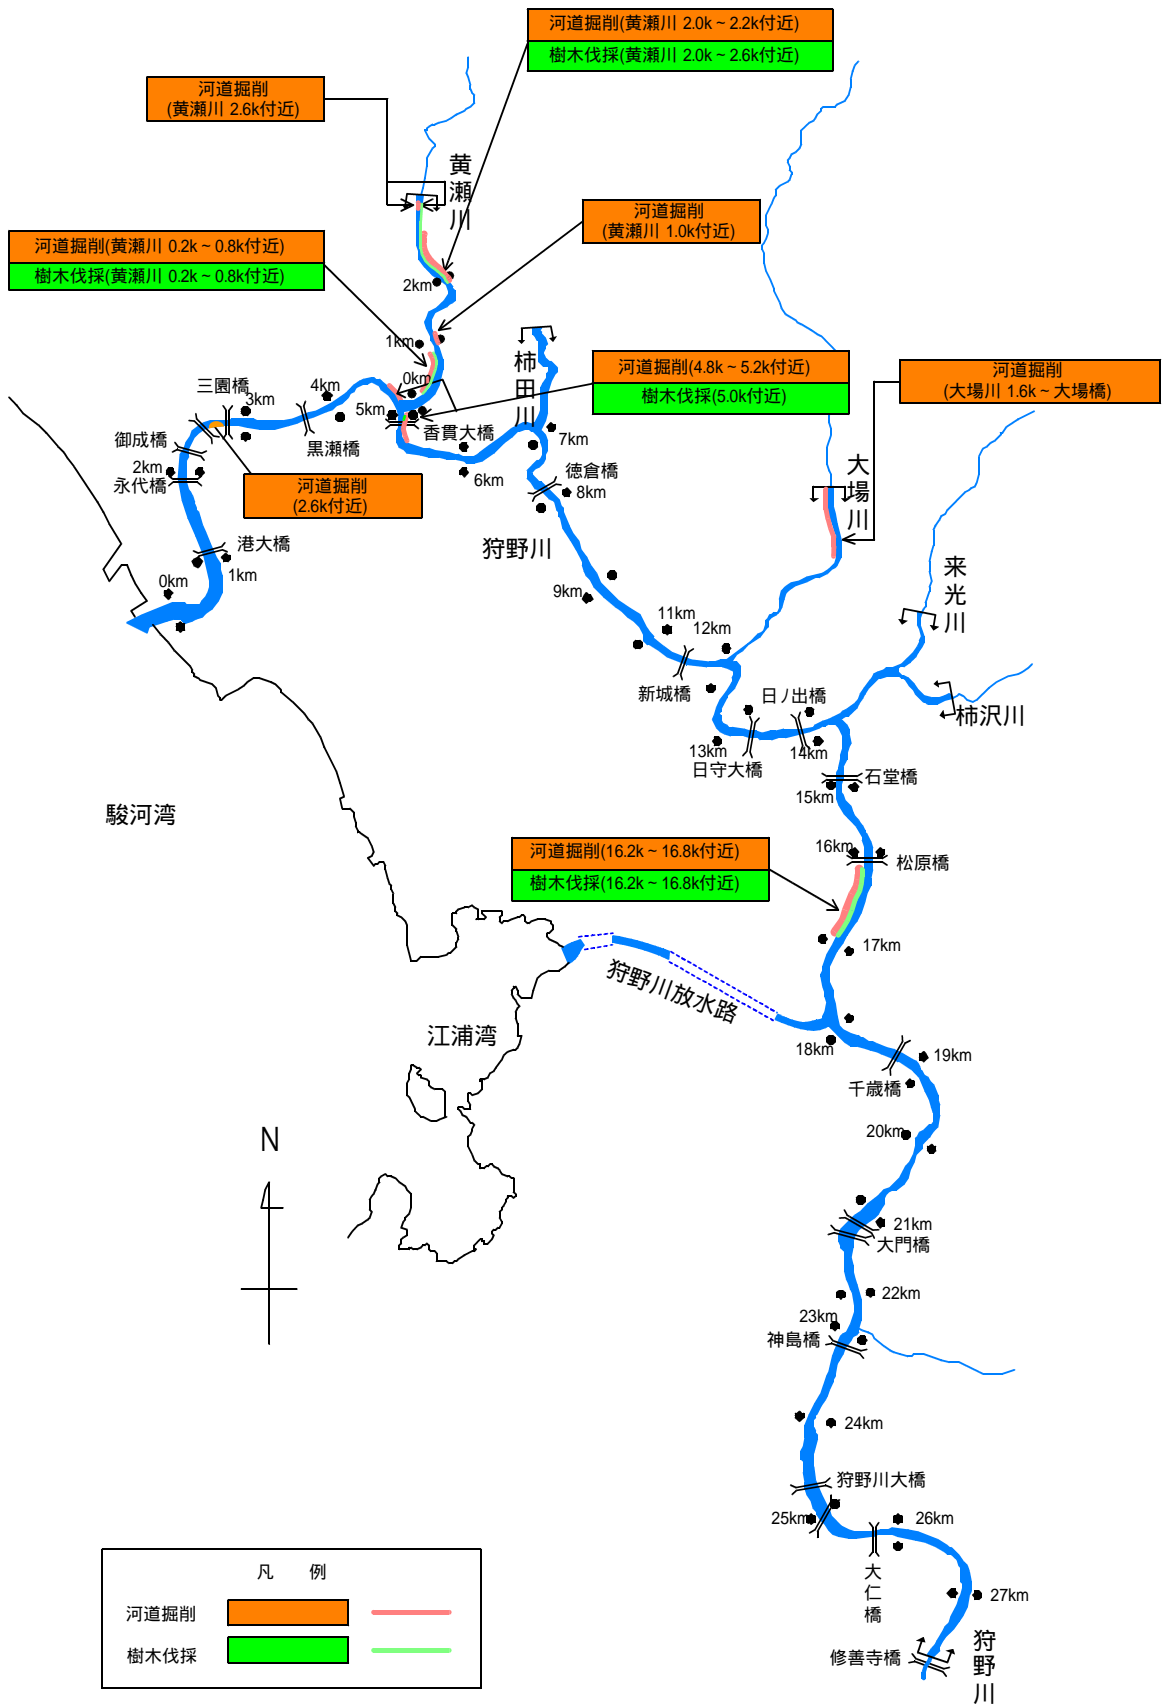 河道掘削(黄瀬川 2.0k～2.2k付近)
樹木伐採(黄瀬川 2.0k～2.6k付近)
河道掘削
(黄瀬川 2.6k付近)
黄瀬川
河道掘削
(黄瀬川 1.0k付近)
河道掘削(黄瀬川 0.2k～0.8k付近)
樹木伐採(黄瀬川 0.2k～0.8k付近)
2km
1km
0km
柿田川
河道掘削(4.8k～5.2k付近)
樹木伐採(5.0k付近)
河道掘削
(大場川 1.6k～大場橋)
三園橋
3km
4km
5km
御成橋
黒瀬橋
香貫大橋
7km
2km
永代橋
6km
徳倉橋
8km
大場川
河道掘削
(2.6k付近)
港大橋
狩野川
0km
1km
9km
来光川
11km
12km
新城橋
日ノ出橋
柿沢川
13km
14km
日守大橋
石堂橋
15km
駿河湾
16km
松原橋
河道掘削(16.2k～16.8k付近)
樹木伐採(16.2k～16.8k付近)
17km
狩野川放水路
江浦湾
18km
19km
千歳橋
20km
N
21km
大門橋
22km
23km
神島橋
24km
狩野川大橋
25km
26km
大仁橋
27km
修善寺橋
狩野川
凡 例
河道掘削
樹木伐採